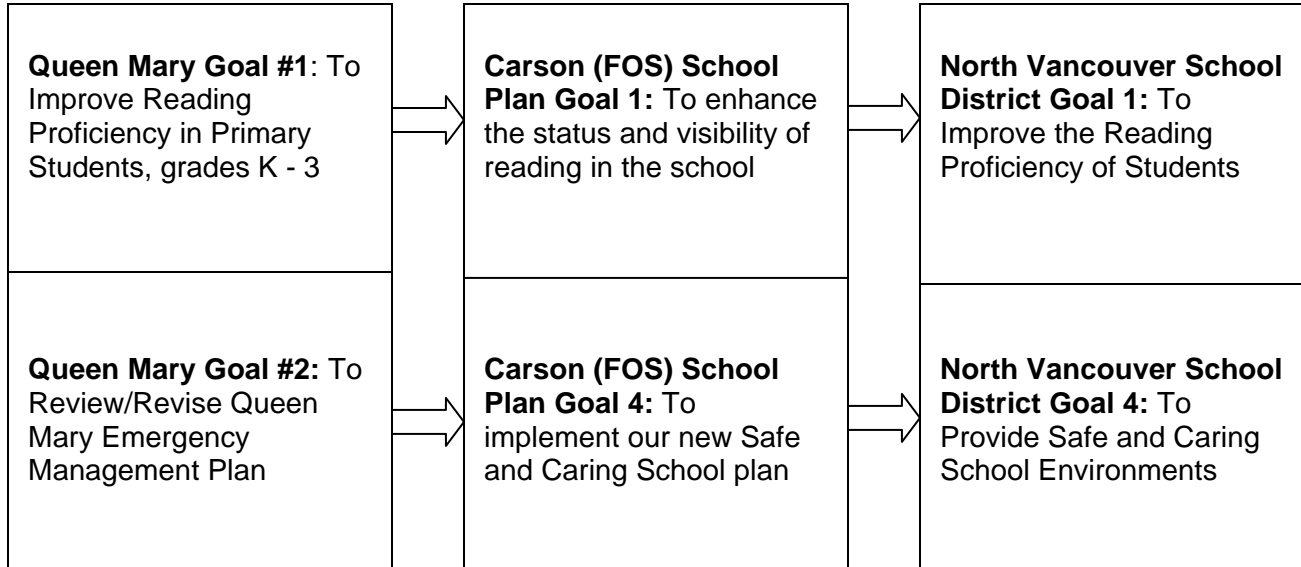 Queen Mary Goal #1: To
Improve Reading
Proficiency in Primary
Students, grades K - 3
Carson (FOS) School
Plan Goal 1: To enhance
the status and visibility of
reading in the school
North Vancouver School
District Goal 1: To
Improve the Reading
Proficiency of Students
Queen Mary Goal #2: To
Review/Revise Queen
Mary Emergency
Management Plan
Carson (FOS) School
Plan Goal 4: To
implement our new Safe
and Caring School plan
North Vancouver School
District Goal 4: To
Provide Safe and Caring
School Environments